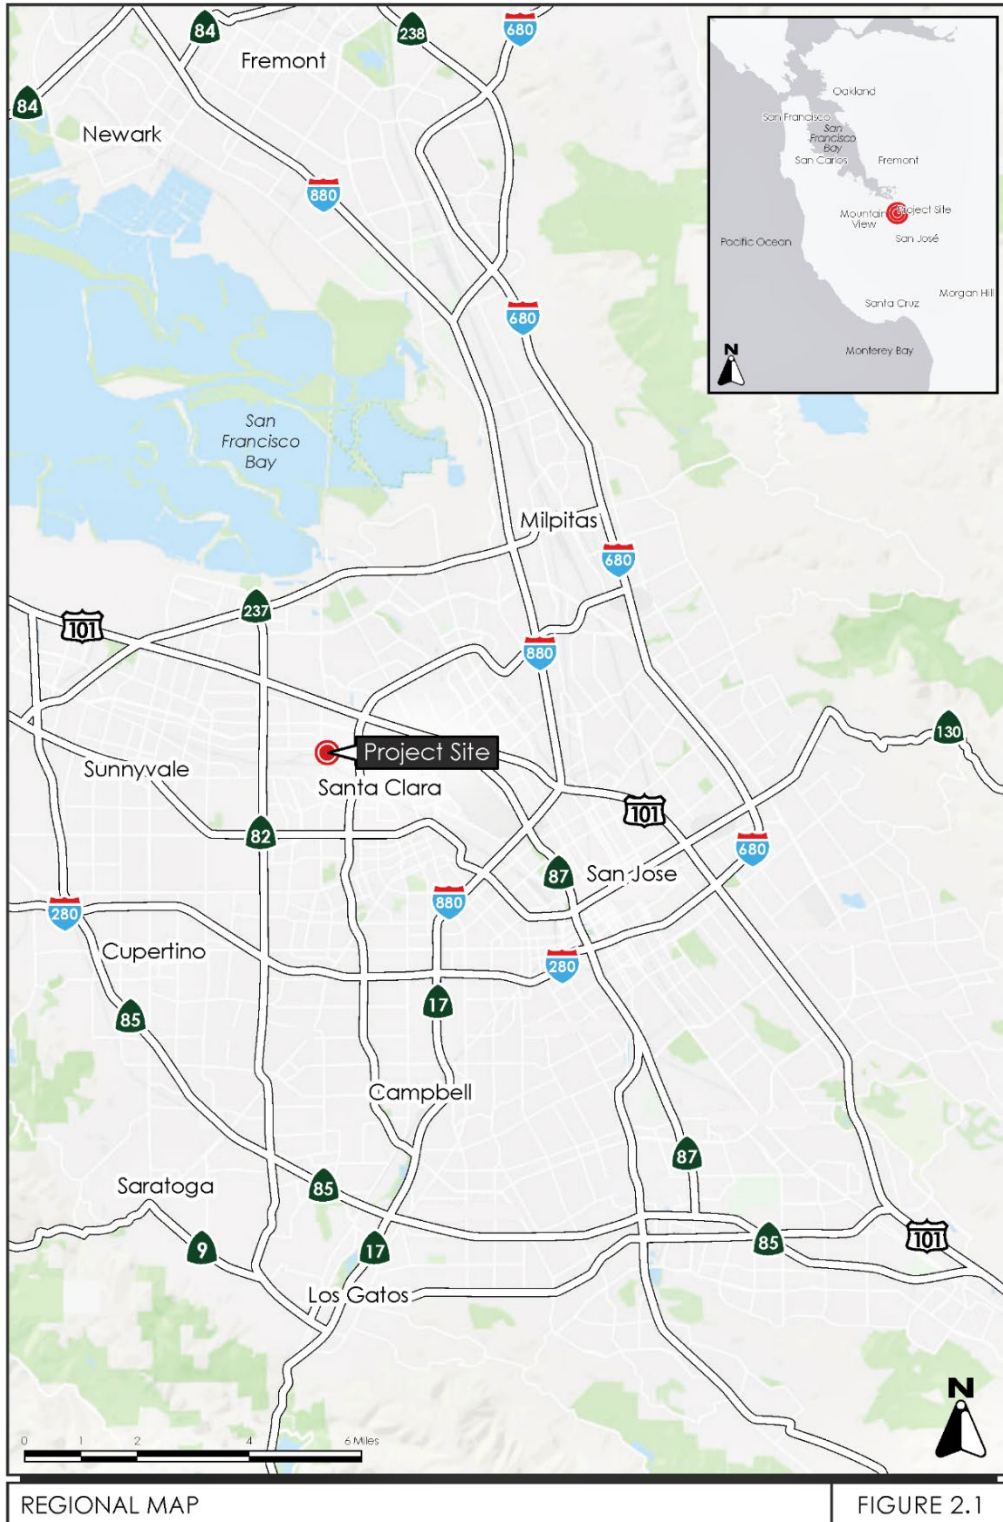 84
238
680
Fremont
84
Newark
880
Oakland
San Francisco
San
Francisco
Bay
San Carlos
Fremont
Mountain
View
Project Site
San José
Pacific Ocean
Morgan Hill
Santa Cruz
Monterey Bay
N
680
San
Francisco
Bay
Milpitas
680
237
101
880
130
Project Site
Sunnyvale
Santa Clara
101
82
680
87
San Jose
880
280
Cupertino
280
17
85
Campbell
87
Saratoga
85
9
17
85
101
Los Gatos
N
0 1 2 4 6 Miles
REGIONAL MAP
FIGURE 2.1